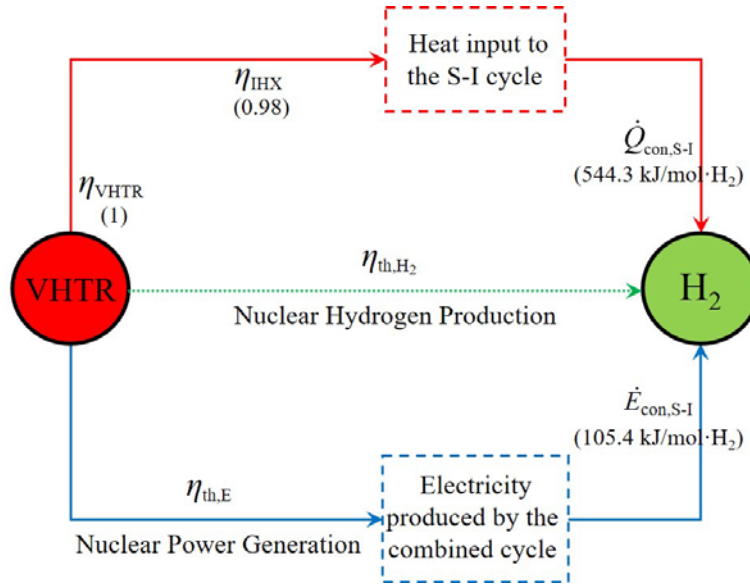 Heat input to
the S-I cycle
η_IHX
(0.98)
Q̇_con,S-I
(544.3 kJ/mol·H₂)
η_VHTR
(1)
VHTR
η_th,H₂
Nuclear Hydrogen Production
H₂
Ė_con,S-I
(105.4 kJ/mol·H₂)
η_th,E
Nuclear Power Generation
Electricity
produced by the
combined cycle